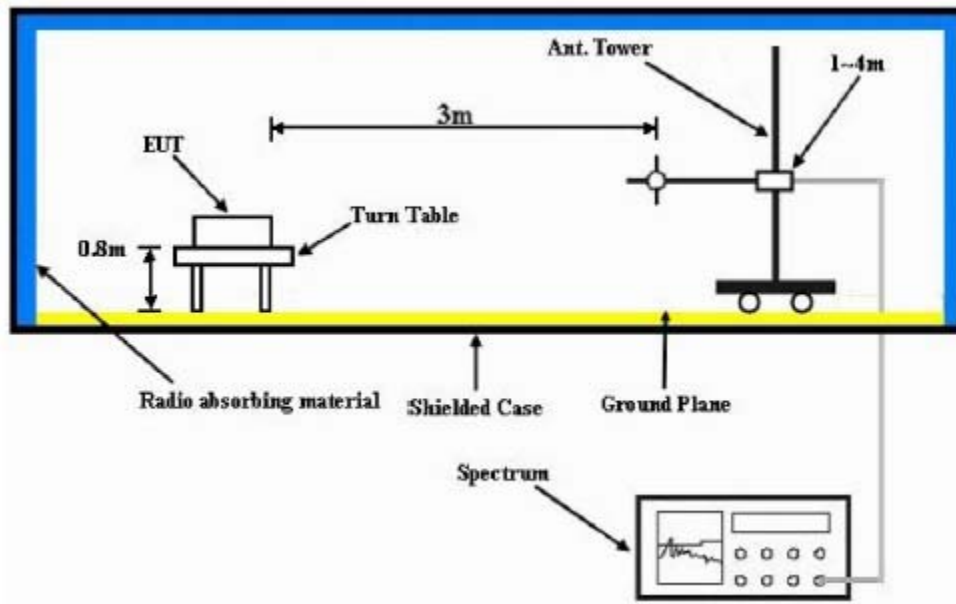 Ant. Tower
1~4m
3m
EUT
Turn Table
0.8m
Radio absorbing material
Shielded Case
Ground Plane
Spectrum